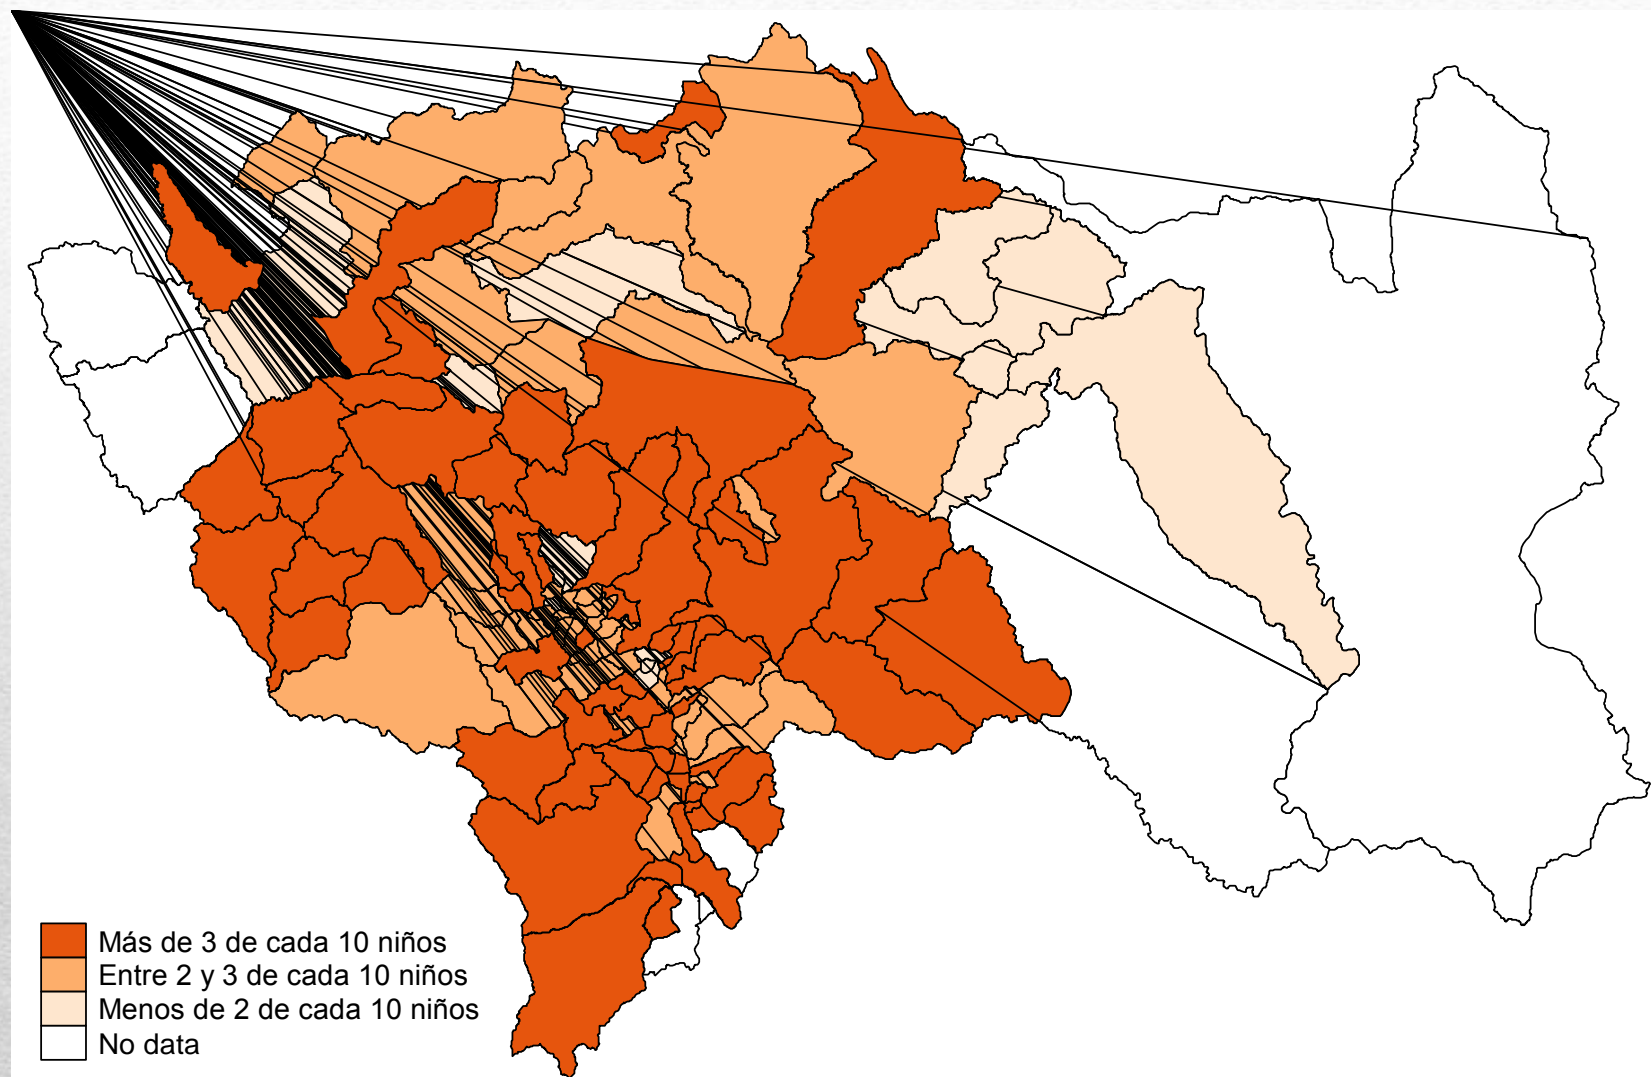 Más de 3 de cada 10 niños
Entre 2 y 3 de cada 10 niños
Menos de 2 de cada 10 niños
No data